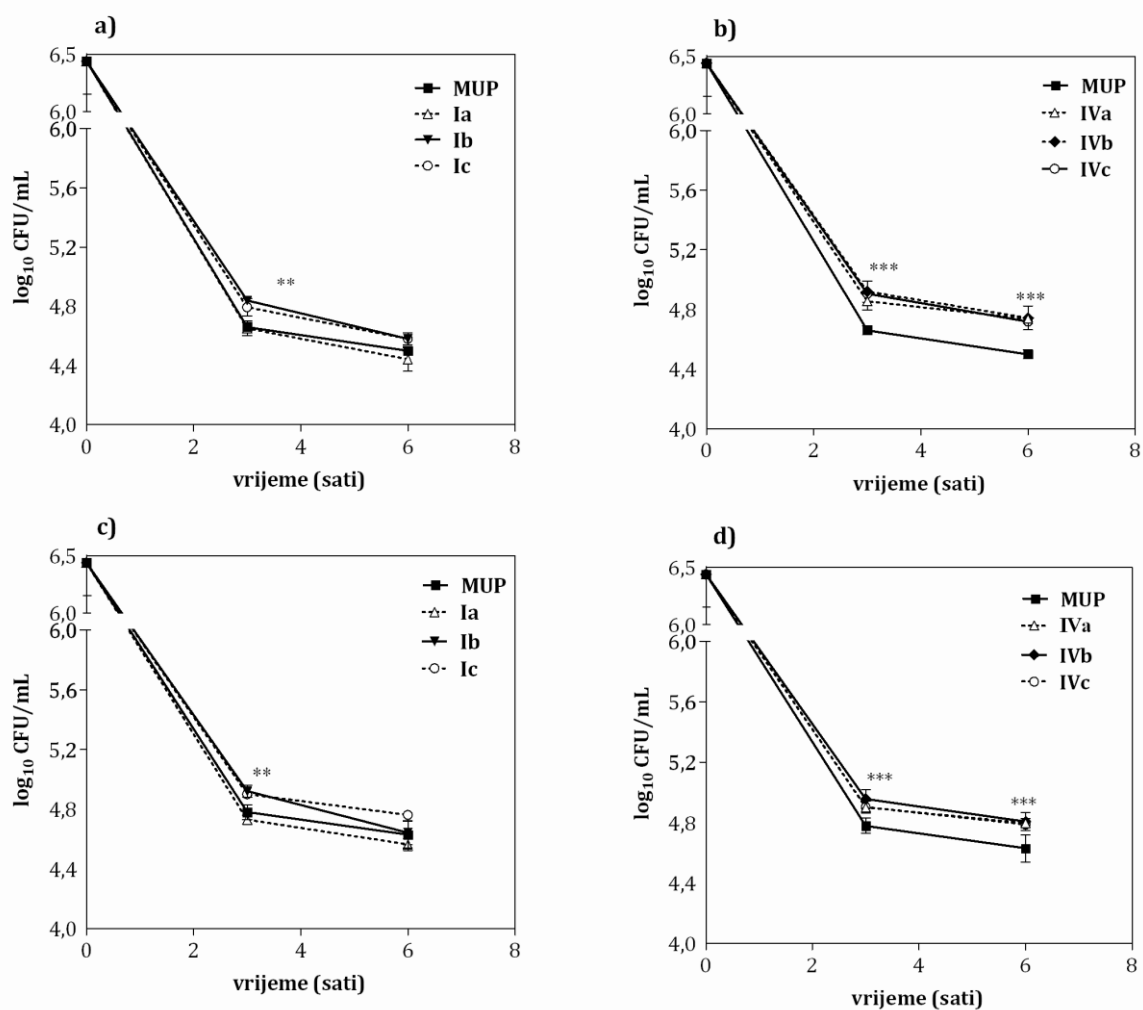 a)
6,5
6,0
6,0
5,6
5,2
4,8
4,4
4,0
log10 CFU/mL
MUP
Ia
Ib
Ic
**
0 2 4 6 8
vrijeme (sati)
b)
6,5
6,0
6,0
5,6
5,2
4,8
4,4
4,0
log10 CFU/mL
MUP
IVa
IVb
IVc
***
***
0 2 4 6 8
vrijeme (sati)
c)
6,5
6,0
6,0
5,6
5,2
4,8
4,4
4,0
log10 CFU/mL
MUP
Ia
Ib
Ic
**
0 2 4 6 8
vrijeme (sati)
d)
6,5
6,0
6,0
5,6
5,2
4,8
4,4
4,0
log10 CFU/mL
MUP
IVa
IVb
IVc
***
***
0 2 4 6 8
vrijeme (sati)